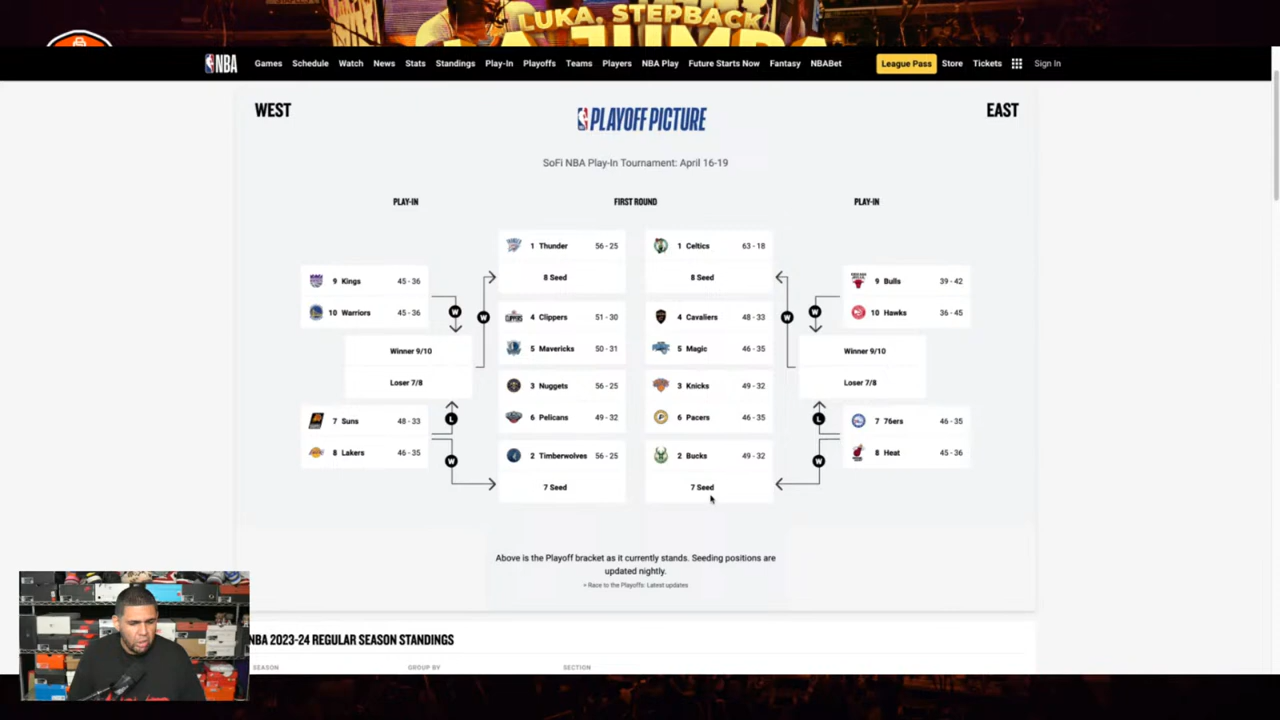 LUKA, STEPBACK
NBA Games Schedule Watch News Stats Standings Play-In Playoffs Teams Players NBA Play Future Starts Now Fantasy NBABet League Pass Store Tickets Sign In
WEST
PLAYOFF PICTURE
EAST
SoFi NBA Play-In Tournament: April 16-19
PLAY-IN
FIRST ROUND
PLAY-IN
9 Kings 45 - 36
10 Warriors 45 - 36
W
W
Winner 9/10
Loser 7/8
7 Suns 48 - 33
8 Lakers 46 - 35
L
W
1 Thunder 56 - 25
8 Seed
4 Clippers 51 - 30
5 Mavericks 50 - 31
3 Nuggets 56 - 25
6 Pelicans 49 - 32
2 Timberwolves 56 - 25
7 Seed
1 Celtics 63 - 18
8 Seed
4 Cavaliers 48 - 33
5 Magic 46 - 35
3 Knicks 49 - 32
6 Pacers 46 - 35
2 Bucks 49 - 32
7 Seed
9 Bulls 39 - 42
10 Hawks 36 - 45
W
W
Winner 9/10
Loser 7/8
7 76ers 46 - 35
8 Heat 45 - 36
L
W
Above is the Playoff bracket as it currently stands. Seeding positions are
updated nightly.
» Race to the Playoffs: Latest updates
NBA 2023-24 REGULAR SEASON STANDINGS
SEASON GROUP BY SECTION